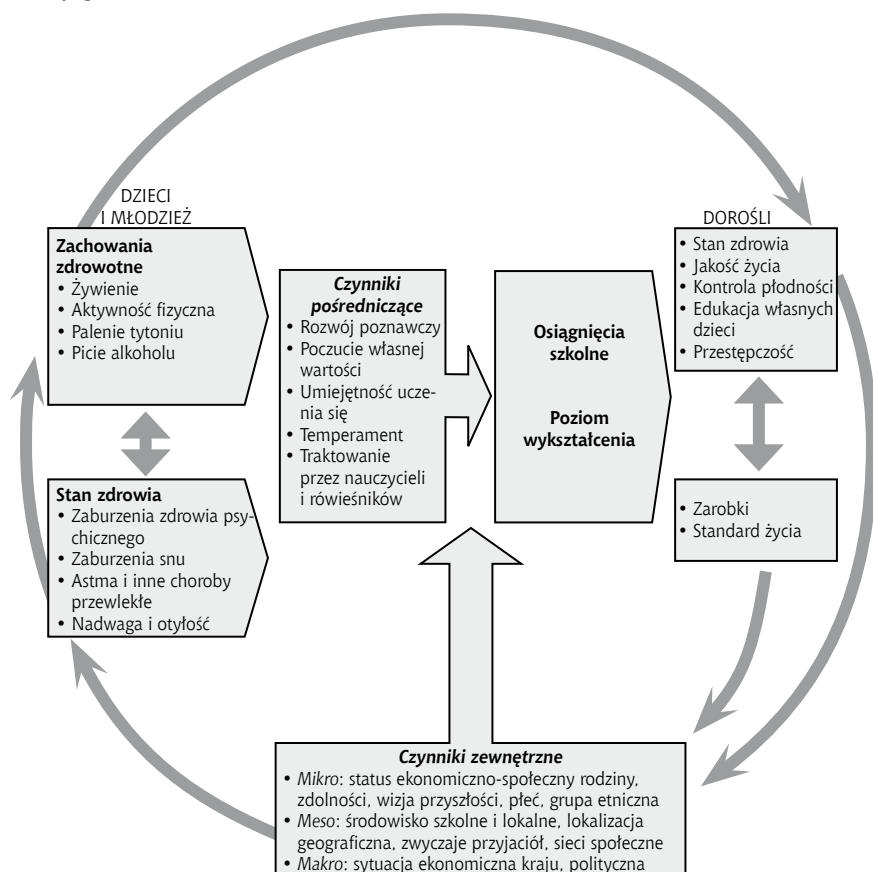 DZIECI
I MŁODZIEŻ
Zachowania
zdrowotne
• Żywienie
• Aktywność fizyczna
• Palenie tytoniu
• Picie alkoholu
Stan zdrowia
• Zaburzenia zdrowia psy-
chicznego
• Zaburzenia snu
• Astma i inne choroby
przewlekłe
• Nadwaga i otyłość
Czynniki
pośredniczące
• Rozwój poznawczy
• Poczucie własnej
wartości
• Umiejętność ucze-
nia się
• Temperament
• Traktowanie
przez nauczycieli
i rówieśników
Osiągnięcia
szkolne
Poziom
wykształcenia
DOROŚLI
• Stan zdrowia
• Jakość życia
• Kontrola płodności
• Edukacja własnych
dzieci
• Przestępczość
• Zarobki
• Standard życia
Czynniki zewnętrzne
• Mikro: status ekonomiczno-społeczny rodziny,
zdolności, wizja przyszłości, płeć, grupa etniczna
• Meso: środowisko szkolne i lokalne, lokalizacja
geograficzna, zwyczaje przyjaciół, sieci społeczne
• Makro: sytuacja ekonomiczna kraju, polityczna